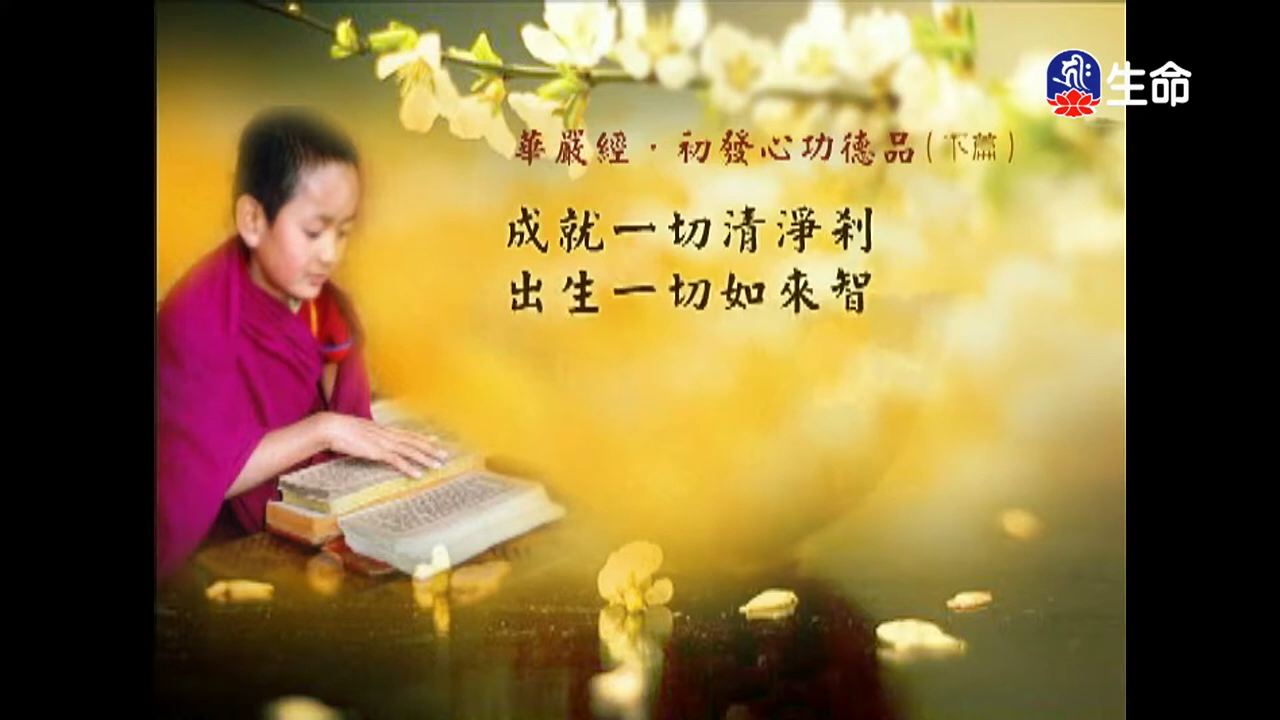 生命
華嚴經·初發心功德品(下篇)
成就一切清淨剎
出生一切如來智